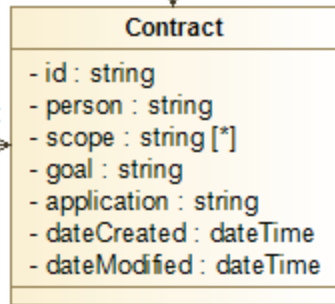 Contract
- id : string
- person : string
- scope : string [*]
- goal : string
- application : string
- dateCreated : dateTime
- dateModified : dateTime